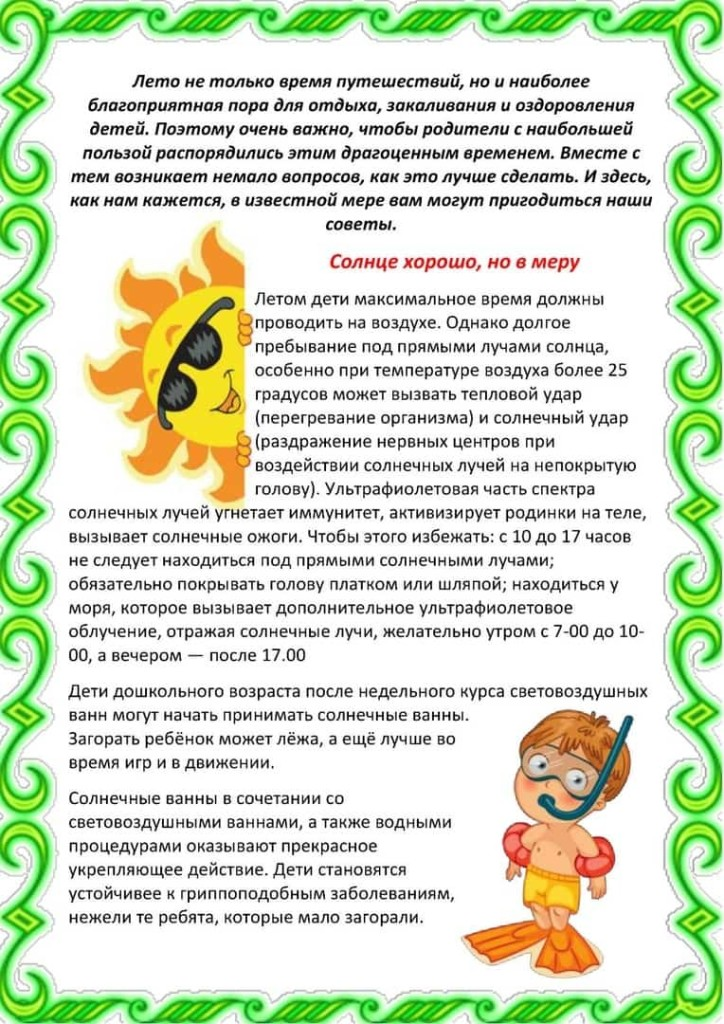 Лето не только время путешествий, но и наиболее
благоприятная пора для отдыха, закаливания и оздоровления
детей. Поэтому очень важно, чтобы родители с наибольшей
пользой распорядились этим драгоценным временем. Вместе с
тем возникает немало вопросов, как это лучше сделать. И здесь,
как нам кажется, в известной мере вам могут пригодиться наши
советы.
Солнце хорошо, но в меру
Летом дети максимальное время должны
проводить на воздухе. Однако долгое
пребывание под прямыми лучами солнца,
особенно при температуре воздуха более 25
градусов может вызвать тепловой удар
(перегревание организма) и солнечный удар
(раздражение нервных центров при
воздействии солнечных лучей на непокрытую
голову). Ультрафиолетовая часть спектра
солнечных лучей угнетает иммунитет, активизирует родинки на теле,
вызывает солнечные ожоги. Чтобы этого избежать: с 10 до 17 часов
не следует находиться под прямыми солнечными лучами;
обязательно покрывать голову платком или шляпой; находиться у
моря, которое вызывает дополнительное ультрафиолетовое
облучение, отражая солнечные лучи, желательно утром с 7-00 до 10-
00, а вечером — после 17.00
Дети дошкольного возраста после недельного курса световоздушных
ванн могут начать принимать солнечные ванны.
Загорать ребёнок может лёжа, а ещё лучше во
время игр и в движении.
Солнечные ванны в сочетании со
световоздушными ваннами, а также водными
процедурами оказывают прекрасное
укрепляющее действие. Дети становятся
устойчивее к гриппоподобным заболеваниям,
нежели те ребята, которые мало загорали.